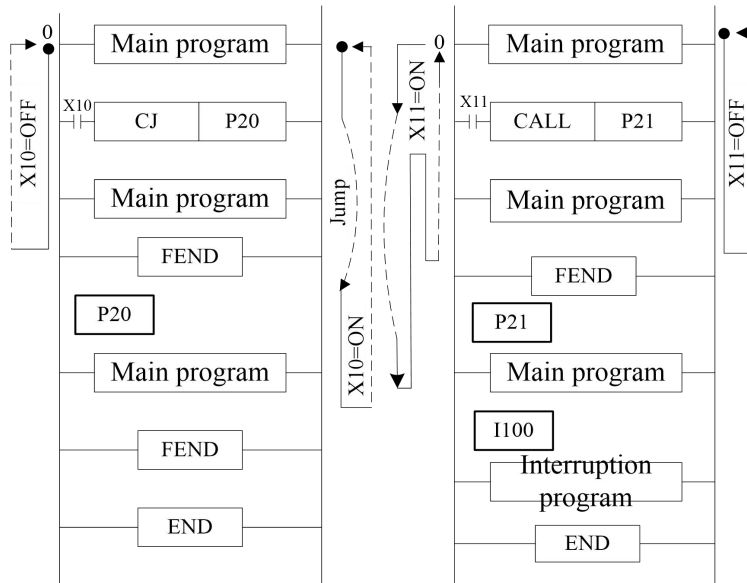 0
Main program
X10=OFF
X10
CJ
P20
Main program
FEND
P20
Main program
FEND
END
Jump
X10=ON
0
Main program
X11=ON
X11
CALL
P21
X11=OFF
Main program
FEND
P21
Main program
I100
Interruption
program
END